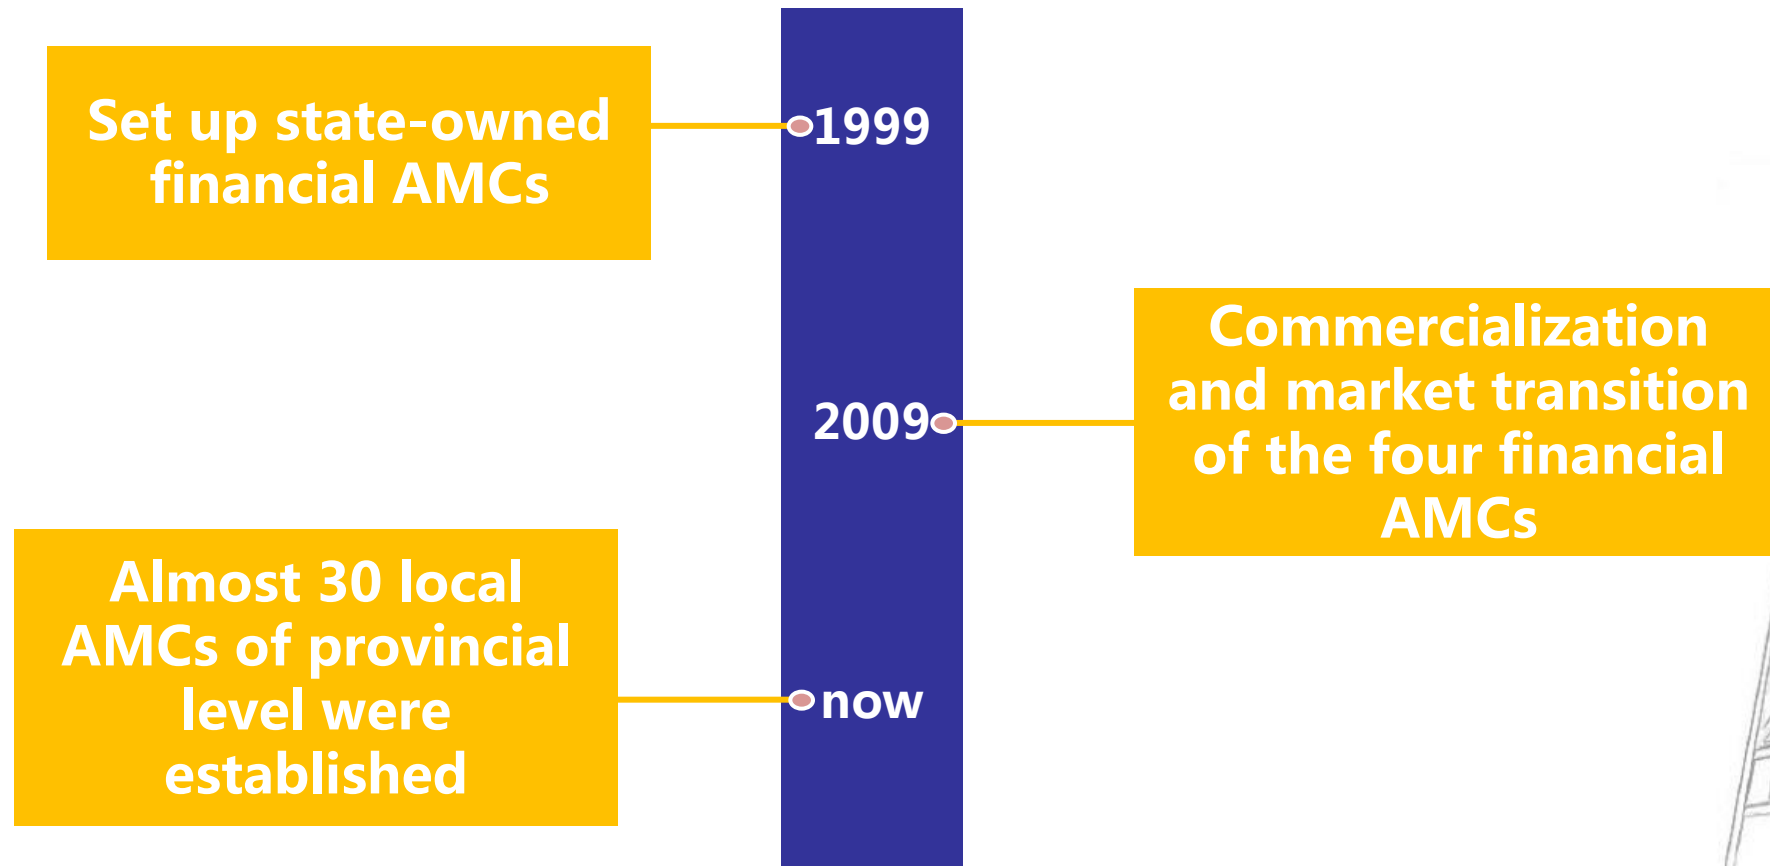 Set up state-owned
financial AMCs
1999
Commercialization
and market transition
of the four financial
AMCs
2009
Almost 30 local
AMCs of provincial
level were
established
now